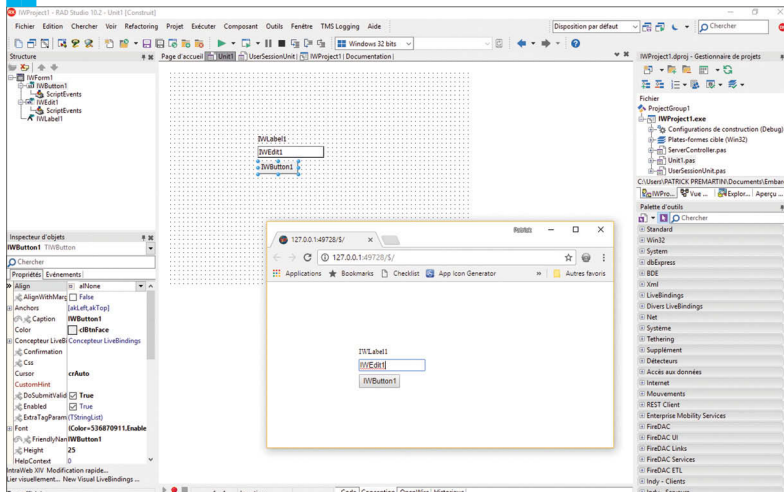 IWProject1 - RAD Studio 10.2 - Unit1 [Construit]
Fichier Edition Chercher Voir Refactoring Projet Exécuter Composant Outils Fenêtre TMS Logging Aide
Disposition par défaut
Chercher
Windows 32 bits
Structure
IWForm1
IWButton1
ScriptEvents
IWEdit1
ScriptEvents
IWLabel1
Page d'accueil Unit1 UserSessionUnit IWProject1 Documentation
IWLabel1
IWEdit1
IWButton1
Inspecteur d'objets
IWButton1 TIWButton
Chercher
Propriétés Evénements
Align alNone
AlignWithMarg False
Anchors [akLeft,akTop]
Caption IWButton1
Color clBtnFace
Concepteur LiveBi Concepteur LiveBindings
Confirmation
Css
Cursor crAuto
CustomHint
DoSubmitValid True
Enabled True
ExtraTagParam (TStringList)
Font (Color=536870911,Enable
FriendlyNam IWButton1
Height 25
HelpContext 0
IntraWeb XIV Modification rapide...
Lier visuellement... New Visual LiveBindings ...
Patrick
127.0.0.1:49728/$/
127.0.0.1:49728/$/
Applications Bookmarks Checklist App Icon Generator » Autres favoris
IWLabel1
IWEdit1
IWButton1
Code Conception Historique
IWProject1.dproj - Gestionnaire de projets
Fichier
ProjectGroup1
IWProject1.exe
Configurations de construction (Debug)
Plates-formes cible (Win32)
ServerController.pas
Unit1.pas
UserSessionUnit.pas
C:\Users\PATRICK PREMARTIN\Documents\Embar
IWPro... Vue ... Explor... Aperçu ...
Palette d'outils
Chercher
Standard
Win32
System
dbExpress
BDE
Xml
LiveBindings
Divers LiveBindings
Net
Système
Tethering
Supplément
Détecteurs
Accès aux données
Internet
Mouvements
REST Client
Enterprise Mobility Services
FireDAC
FireDAC UI
FireDAC Links
FireDAC Services
FireDAC ETL
Indy - Clients